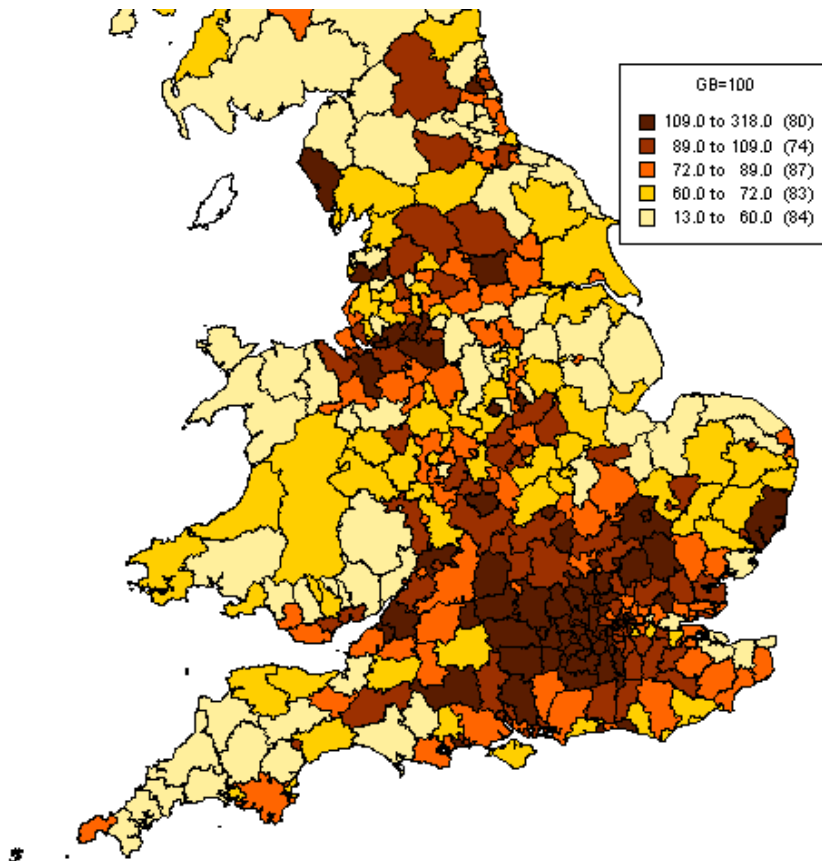 GB=100
109.0 to 318.0 (80)
89.0 to 109.0 (74)
72.0 to 89.0 (87)
60.0 to 72.0 (83)
13.0 to 60.0 (84)